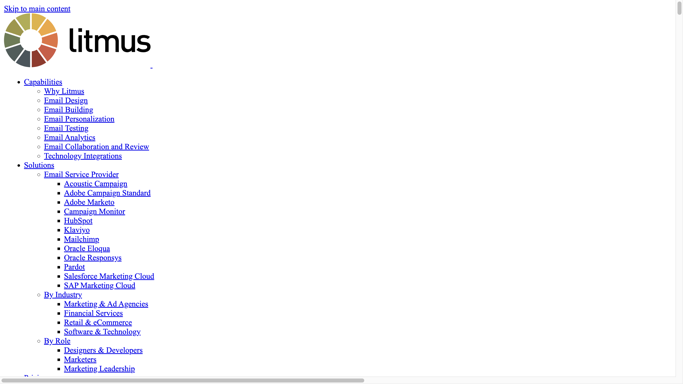 Skip to main content
litmus
Capabilities
Why Litmus
Email Design
Email Building
Email Personalization
Email Testing
Email Analytics
Email Collaboration and Review
Technology Integrations
Solutions
Email Service Provider
Acoustic Campaign
Adobe Campaign Standard
Adobe Marketo
Campaign Monitor
HubSpot
Klaviyo
Mailchimp
Oracle Eloqua
Oracle Responsys
Pardot
Salesforce Marketing Cloud
SAP Marketing Cloud
By Industry
Marketing & Ad Agencies
Financial Services
Retail & eCommerce
Software & Technology
By Role
Designers & Developers
Marketers
Marketing Leadership